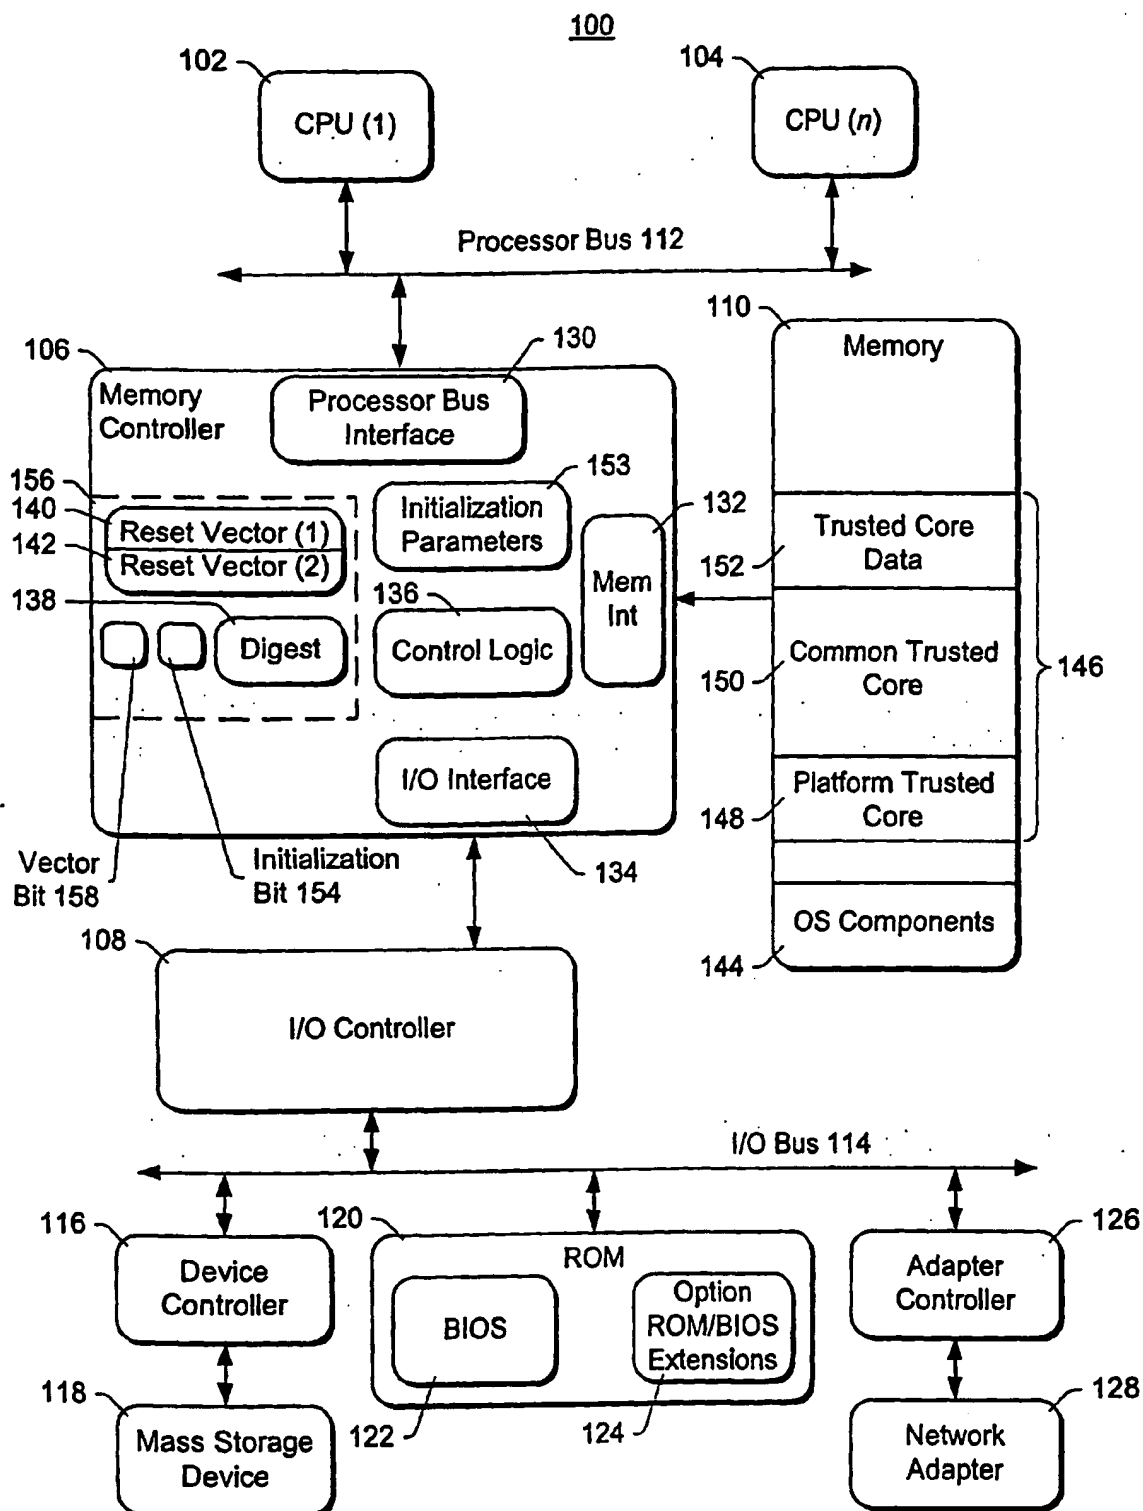 100
102
104
CPU (1)
CPU (n)
Processor Bus 112
110
106
130
Memory
Memory
Controller
Processor Bus
Interface
156
153
140
Reset Vector (1)
Initialization
Parameters
132
142
Reset Vector (2)
Trusted Core
Data
152
138
136
Mem
Int
Digest
Control Logic
150
Common Trusted
Core
146
I/O Interface
148
Platform Trusted
Core
Vector
Bit 158
Initialization
Bit 154
134
OS Components
108
144
I/O Controller
I/O Bus 114
116
120
126
ROM
Device
Controller
BIOS
Option
ROM/BIOS
Extensions
Adapter
Controller
118
122
124
128
Mass Storage
Device
Network
Adapter